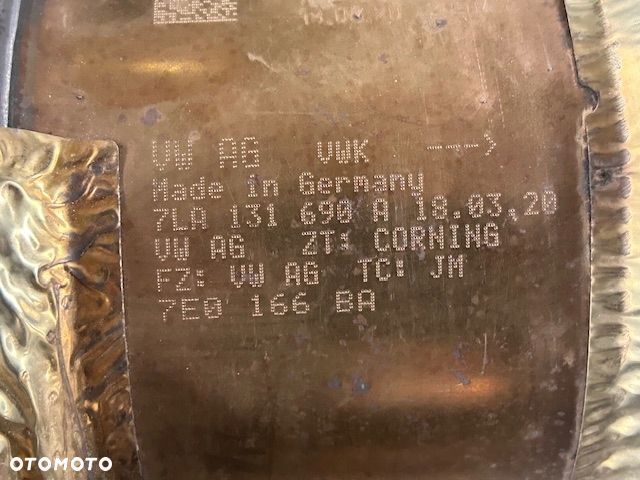 VW AG VWK --->
Made in Germany
7LA 131 690 A 18.03.20
VW AG ZT: CORNING
FZ: VW AG TC: JM
7E0 166 BA
OTOMOTO